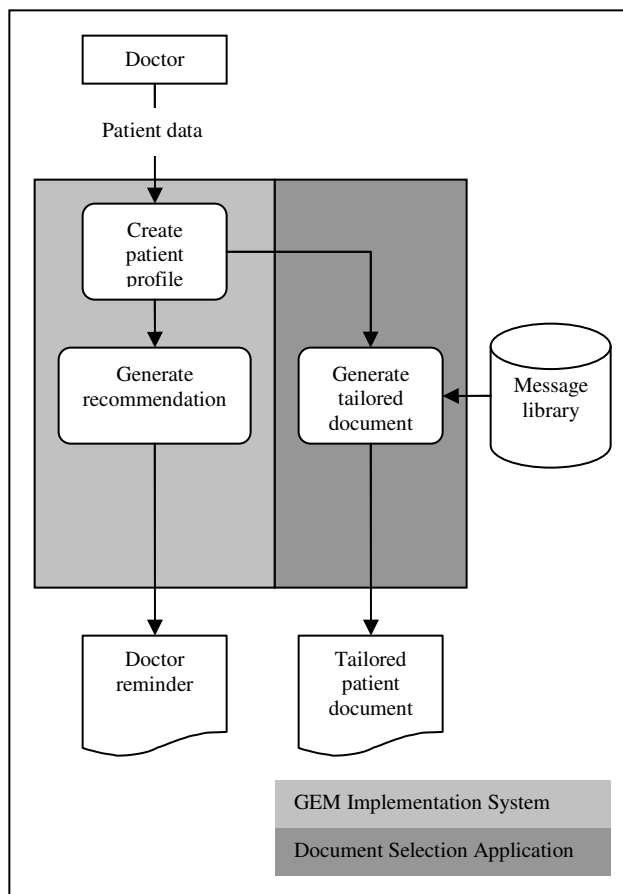 Doctor
Patient data
Create
patient
profile
Generate
recommendation
Generate
tailored
document
Message
library
Doctor
reminder
Tailored
patient
document
GEM Implementation System
Document Selection Application